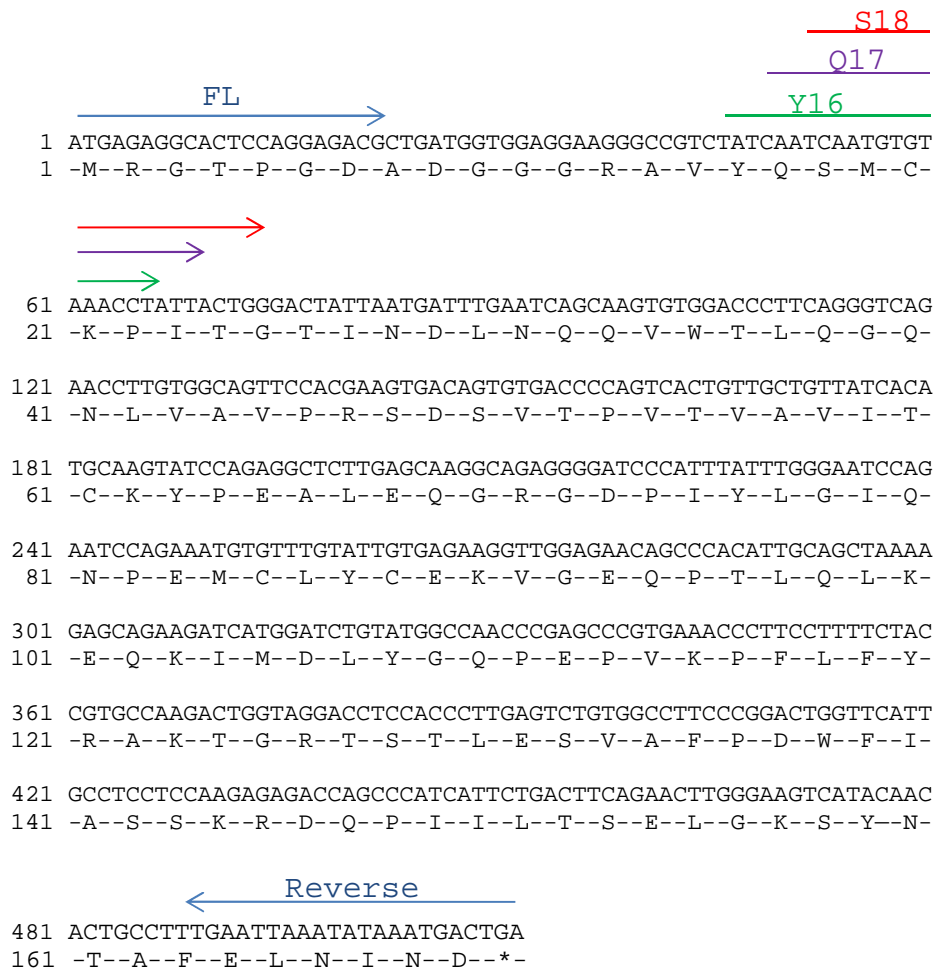 S18
Q17
FL Y16
1 ATGAGAGGCACTCCAGGAGACGCTGATGGTGGAGGAAGGGCCGTCTATCAATCAATGTGT
1 -M--R--G--T--P--G--D--A--D--G--G--G--R--A--V--Y--Q--S--M--C-
61 AAACCTATTACTGGGACTATTAATGATTTGAATCAGCAAGTGTGGACCCTTCAGGGTCAG
21 -K--P--I--T--G--T--I--N--D--L--N--Q--Q--V--W--T--L--Q--G--Q-
121 AACCTTGTGGCAGTTCCACGAAGTGACAGTGTGACCCCAGTCACTGTTGCTGTTATCACA
41 -N--L--V--A--V--P--R--S--D--S--V--T--P--V--T--V--A--V--I--T-
181 TGCAAGTATCCAGAGGCTCTTGAGCAAGGCAGAGGGGATCCCATTTATTTGGGAATCCAG
61 -C--K--Y--P--E--A--L--E--Q--G--R--G--D--P--I--Y--L--G--I--Q-
241 AATCCAGAAATGTGTTTGTATTGTGAGAAGGTTGGAGAACAGCCCACATTGCAGCTAAAA
81 -N--P--E--M--C--L--Y--C--E--K--V--G--E--Q--P--T--L--Q--L--K-
301 GAGCAGAAGATCATGGATCTGTATGGCCAACCCGAGCCCGTGAAACCCTTCCTTTTCTAC
101 -E--Q--K--I--M--D--L--Y--G--Q--P--E--P--V--K--P--F--L--F--Y-
361 CGTGCCAAGACTGGTAGGACCTCCACCCTTGAGTCTGTGGCCTTCCCGGACTGGTTCATT
121 -R--A--K--T--G--R--T--S--T--L--E--S--V--A--F--P--D--W--F--I-
421 GCCTCCTCCAAGAGAGACCAGCCCATCATTCTGACTTCAGAACTTGGGAAGTCATACAAC
141 -A--S--S--K--R--D--Q--P--I--I--L--T--S--E--L--G--K--S--Y—-N-
Reverse
481 ACTGCCTTTGAATTAAATATAAATGACTGA
161 -T--A--F--E--L--N--I--N--D--*-